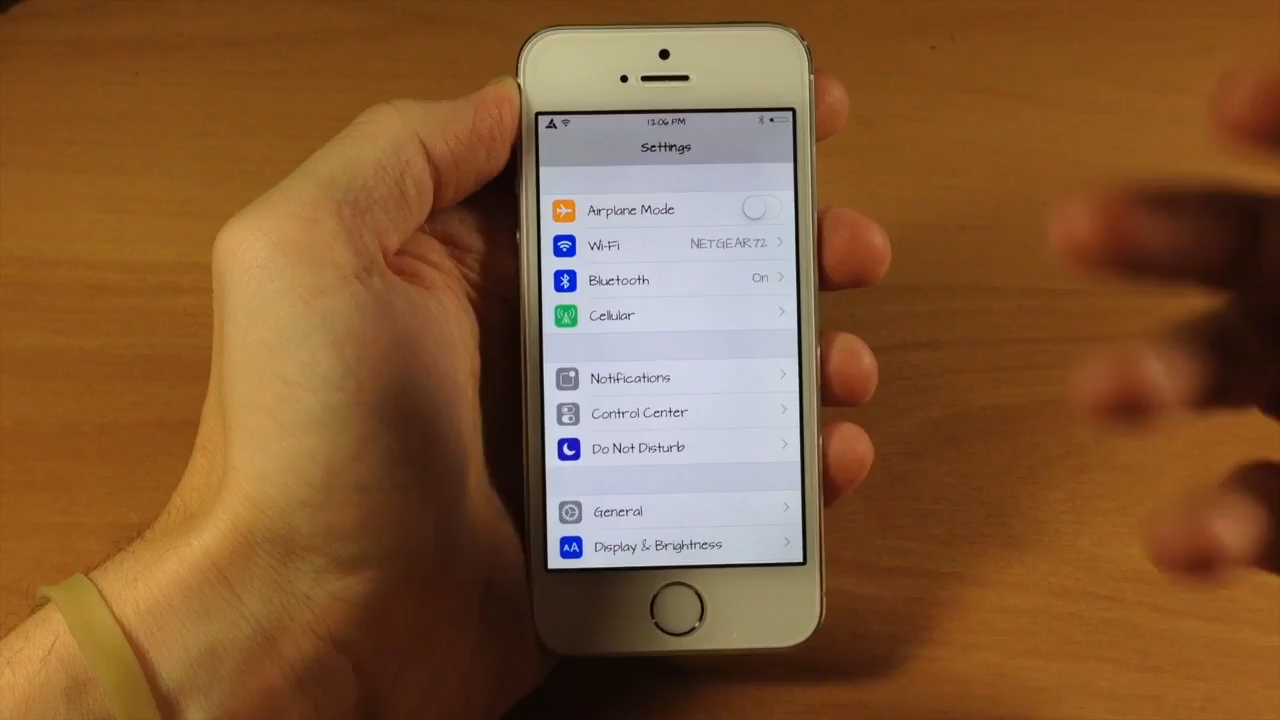 12:06 PM
Settings
Airplane Mode
Wi-Fi NETGEAR72
Bluetooth On
Cellular
Notifications
Control Center
Do Not Disturb
General
AA Display & Brightness